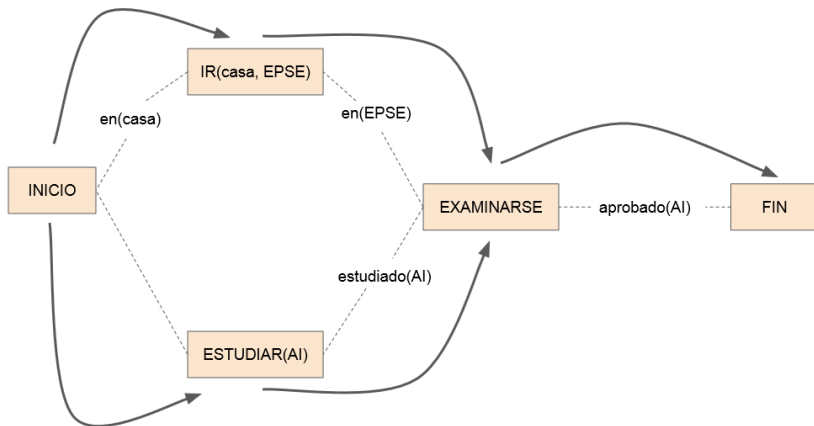 IR(casa, EPSE)
en(casa)
en(EPSE)
INICIO
EXAMINARSE
aprobado(AI)
FIN
estudiado(AI)
ESTUDIAR(AI)